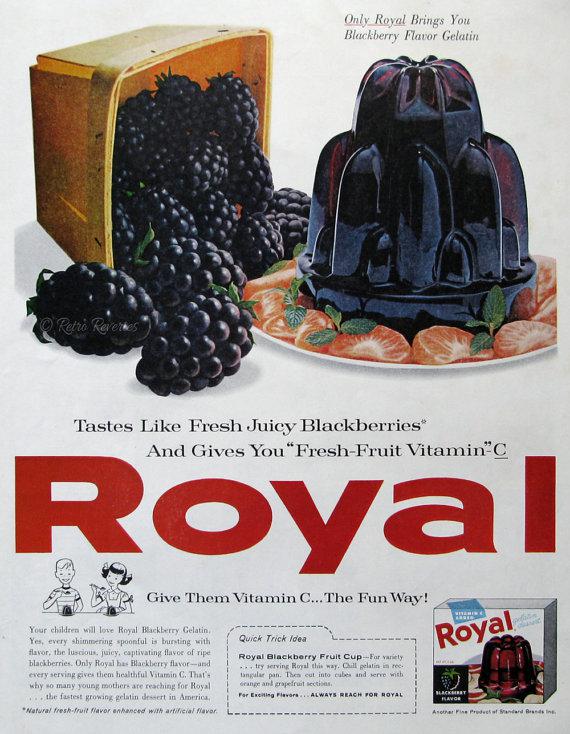 Only Royal Brings You
Blackberry Flavor Gelatin
© Retro Reveries
Tastes Like Fresh Juicy Blackberries*
And Gives You “Fresh-Fruit Vitamin”-C
Royal
Give Them Vitamin C...The Fun Way!
Your children will love Royal Blackberry Gelatin.
Yes, every shimmering spoonful is bursting with
flavor, the luscious, juicy, captivating flavor of ripe
blackberries. Only Royal has Blackberry flavor—and
every serving gives them healthful Vitamin C. That's
why so many young mothers are reaching for Royal
. . . the fastest growing gelatin dessert in America.
*Natural fresh-fruit flavor enhanced with artificial flavor.
Quick Trick Idea
Royal Blackberry Fruit Cup—For variety
. . . try serving Royal this way. Chill gelatin in rec-
tangular pan. Then cut into cubes and serve with
orange and grapefruit sections.
For Exciting Flavors . . . ALWAYS REACH FOR ROYAL
VITAMIN C
ADDED
Royal
gelatin
dessert
BLACKBERRY
FLAVOR
Another Fine Product of Standard Brands Inc.